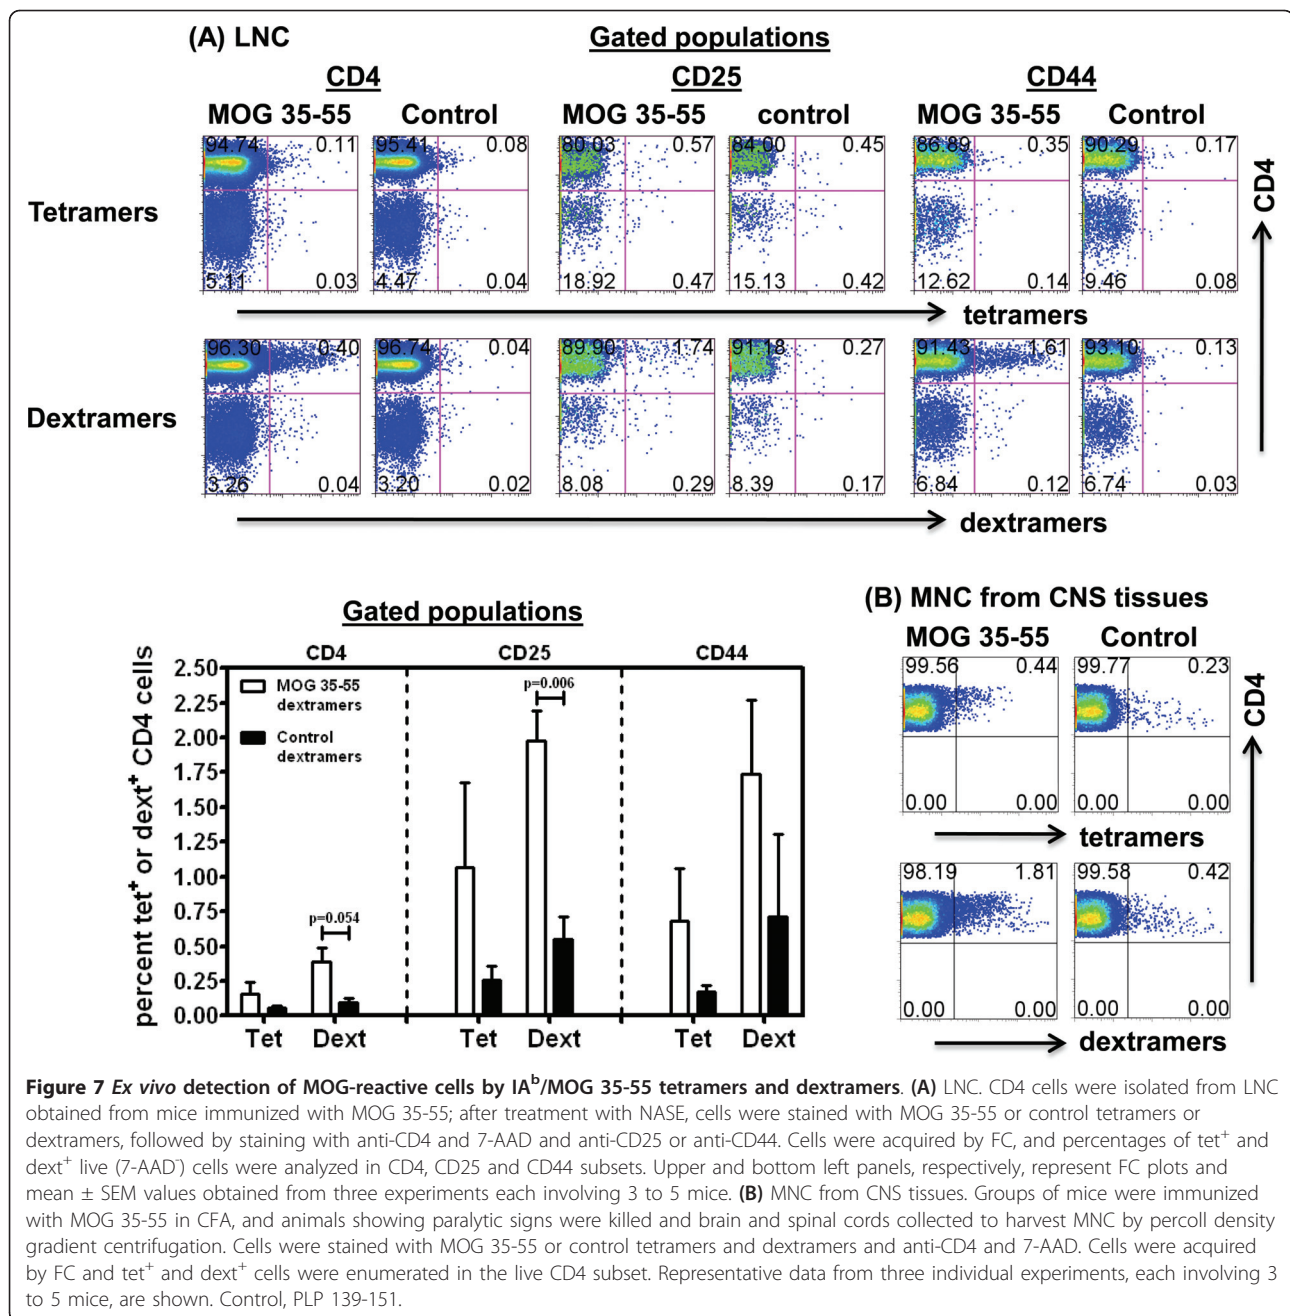 (A) LNC
Gated populations
CD4 CD25 CD44
MOG 35-55 Control MOG 35-55 control MOG 35-55 Control
94.74 0.11 95.41 0.08 80.03 0.57 84.00 0.45 86.89 0.35 90.29 0.17
Tetramers
CD4
5.11 0.03 4.47 0.04 18.92 0.47 15.13 0.42 12.62 0.14 9.46 0.08
tetramers
96.30 0.40 96.74 0.04 89.90 1.74 91.18 0.27 91.43 1.61 93.10 0.13
Dextramers
3.26 0.04 3.20 0.02 8.08 0.29 8.39 0.17 6.84 0.12 6.74 0.03
dextramers
Gated populations
CD4 CD25 CD44
percent tet+ or dext+ CD4 cells
2.50
2.25
2.00
1.75
1.50
1.25
1.00
0.75
0.50
0.25
0.00
MOG 35-55
dextramers
Control
dextramers
p=0.054
p=0.006
Tet Dext Tet Dext Tet Dext
(B) MNC from CNS tissues
MOG 35-55 Control
99.56 0.44 99.77 0.23
CD4
0.00 0.00 0.00 0.00
tetramers
98.19 1.81 99.58 0.42
0.00 0.00 0.00 0.00
dextramers
Figure 7 Ex vivo detection of MOG-reactive cells by IAb/MOG 35-55 tetramers and dextramers. (A) LNC. CD4 cells were isolated from LNC
obtained from mice immunized with MOG 35-55; after treatment with NASE, cells were stained with MOG 35-55 or control tetramers or
dextramers, followed by staining with anti-CD4 and 7-AAD and anti-CD25 or anti-CD44. Cells were acquired by FC, and percentages of tet+ and
dext+ live (7-AAD-) cells were analyzed in CD4, CD25 and CD44 subsets. Upper and bottom left panels, respectively, represent FC plots and
mean ± SEM values obtained from three experiments each involving 3 to 5 mice. (B) MNC from CNS tissues. Groups of mice were immunized
with MOG 35-55 in CFA, and animals showing paralytic signs were killed and brain and spinal cords collected to harvest MNC by percoll density
gradient centrifugation. Cells were stained with MOG 35-55 or control tetramers and dextramers and anti-CD4 and 7-AAD. Cells were acquired
by FC and tet+ and dext+ cells were enumerated in the live CD4 subset. Representative data from three individual experiments, each involving 3
to 5 mice, are shown. Control, PLP 139-151.